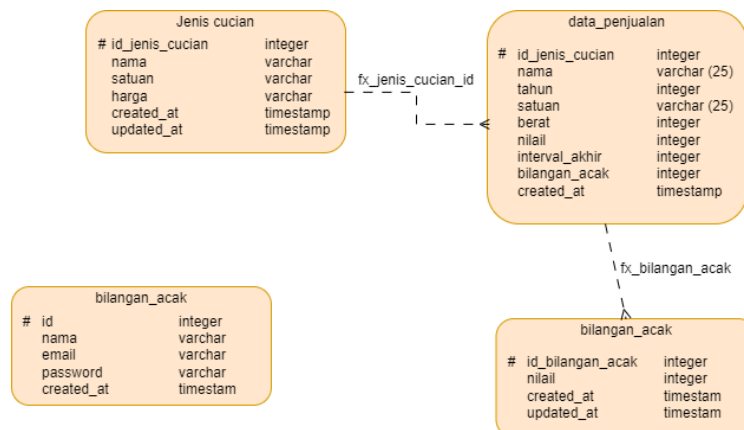 Jenis cucian
# id_jenis_cucian integer
nama varchar
satuan varchar
harga varchar
created_at timestamp
updated_at timestamp
fx_jenis_cucian_id
data_penjualan
# id_jenis_cucian integer
nama varchar (25)
tahun integer
satuan varchar (25)
berat integer
nilail integer
interval_akhir integer
bilangan_acak integer
created_at timestamp
fx_bilangan_acak
bilangan_acak
# id integer
nama varchar
email varchar
password varchar
created_at timestam
bilangan_acak
# id_bilangan_acak integer
nilail integer
created_at timestam
updated_at timestam